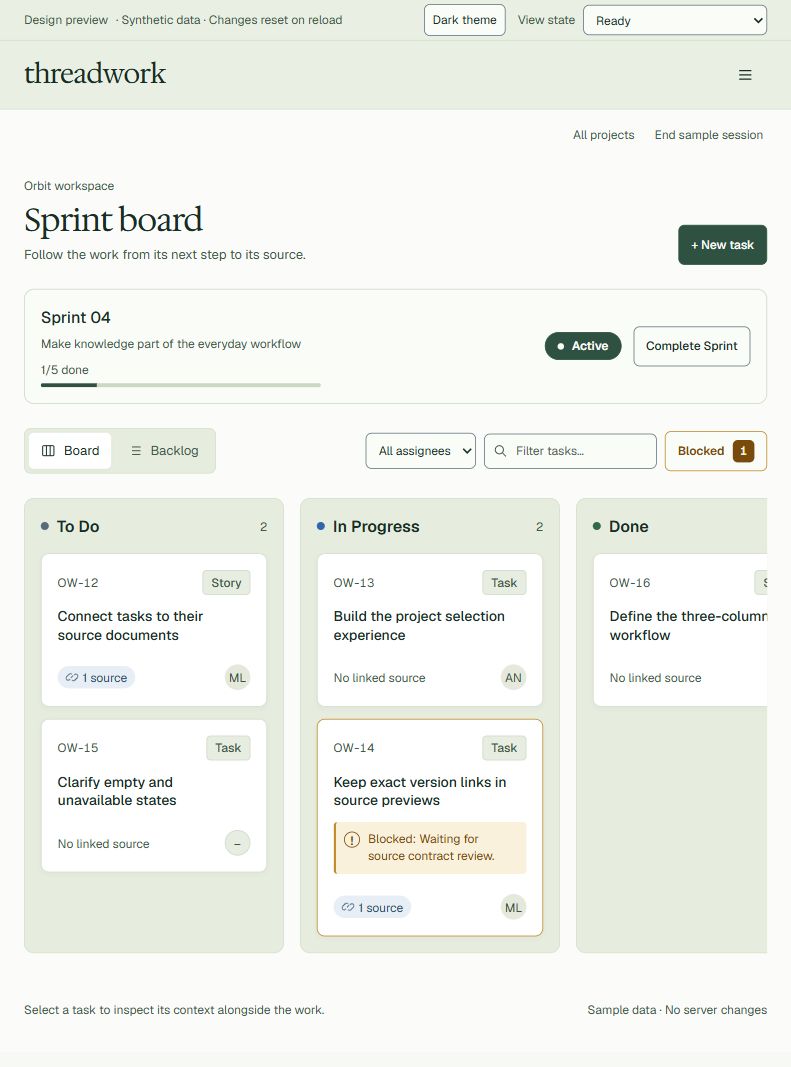 Design preview · Synthetic data · Changes reset on reload
Dark theme
View state
Ready
threadwork
All projects
End sample session
Orbit workspace
Sprint board
Follow the work from its next step to its source.
+ New task
Sprint 04
Make knowledge part of the everyday workflow
1/5 done
Active
Complete Sprint
Board
Backlog
All assignees
Filter tasks...
Blocked 1
To Do
2
OW-12
Story
Connect tasks to their
source documents
1 source
ML
OW-15
Task
Clarify empty and
unavailable states
No linked source
–
In Progress
2
OW-13
Task
Build the project selection
experience
No linked source
AN
OW-14
Task
Keep exact version links in
source previews
Blocked: Waiting for
source contract review.
1 source
ML
Done
OW-16
Define the three-column
workflow
No linked source
Select a task to inspect its context alongside the work.
Sample data · No server changes